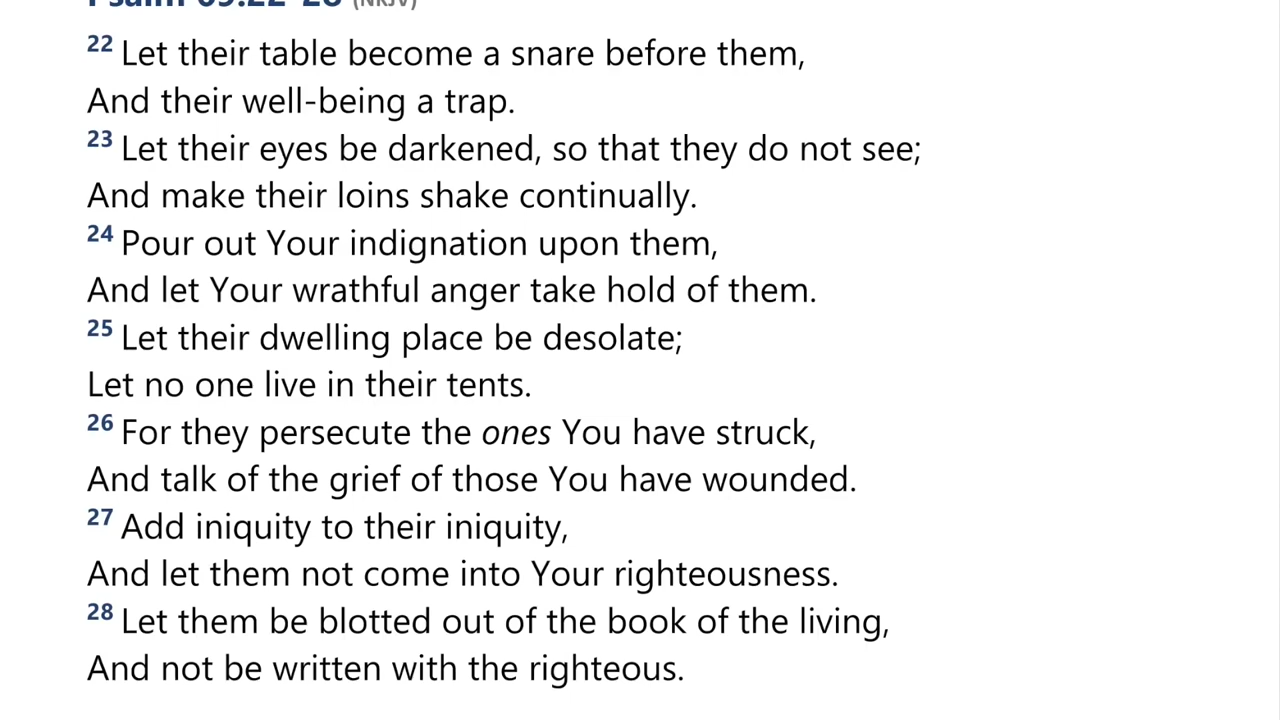 Psalm 69:22-28 (NKJV)
22 Let their table become a snare before them,
And their well-being a trap.
23 Let their eyes be darkened, so that they do not see;
And make their loins shake continually.
24 Pour out Your indignation upon them,
And let Your wrathful anger take hold of them.
25 Let their dwelling place be desolate;
Let no one live in their tents.
26 For they persecute the ones You have struck,
And talk of the grief of those You have wounded.
27 Add iniquity to their iniquity,
And let them not come into Your righteousness.
28 Let them be blotted out of the book of the living,
And not be written with the righteous.